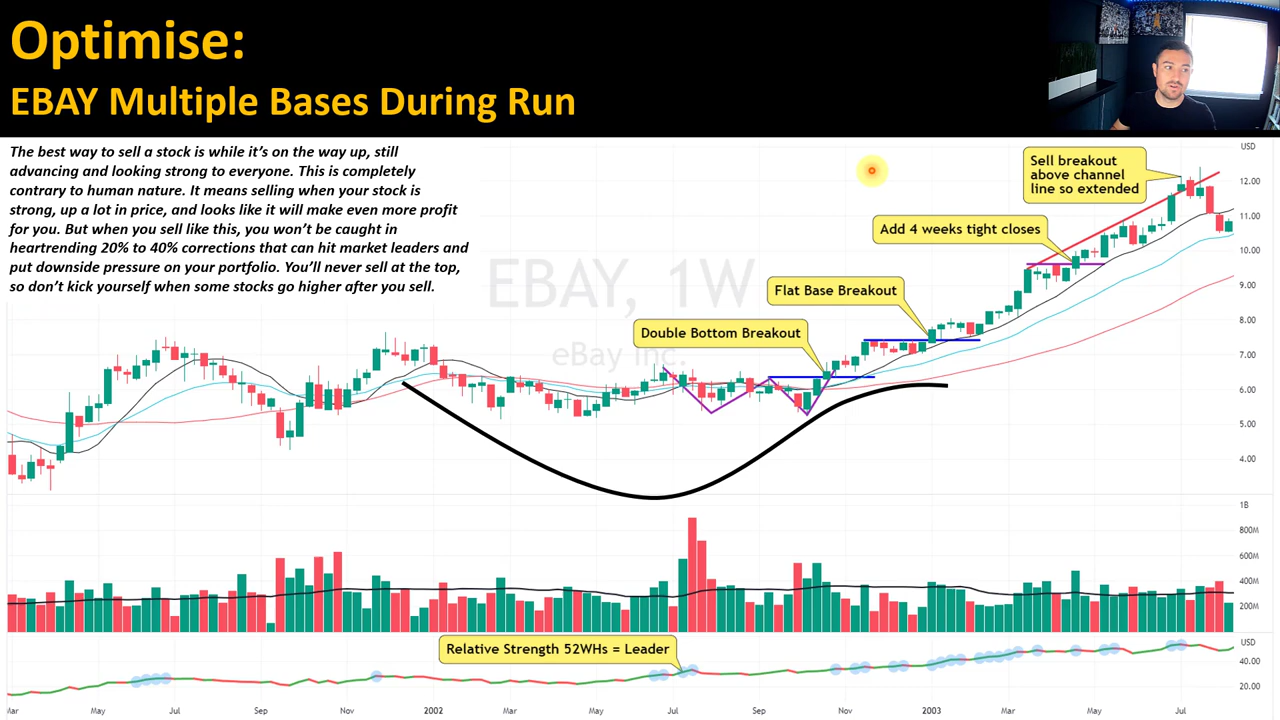 Optimise:
EBAY Multiple Bases During Run
The best way to sell a stock is while it's on the way up, still
advancing and looking strong to everyone. This is completely
contrary to human nature. It means selling when your stock is
strong, up a lot in price, and looks like it will make even more profit
for you. But when you sell like this, you won't be caught in
heartrending 20% to 40% corrections that can hit market leaders and
put downside pressure on your portfolio. You'll never sell at the top,
so don't kick yourself when some stocks go higher after you sell.
EBAY, 1W
eBay Inc.
Sell breakout
above channel
line so extended
Add 4 weeks tight closes
Flat Base Breakout
Double Bottom Breakout
USD
12.00
11.00
10.00
9.00
8.00
7.00
6.00
5.00
4.00
1B
800M
600M
400M
200M
Relative Strength 52WHs = Leader
USD
40.00
20.00
Mar
May
Jul
Sep
Nov
2002
Mar
May
Jul
Sep
Nov
2003
Mar
May
Jul